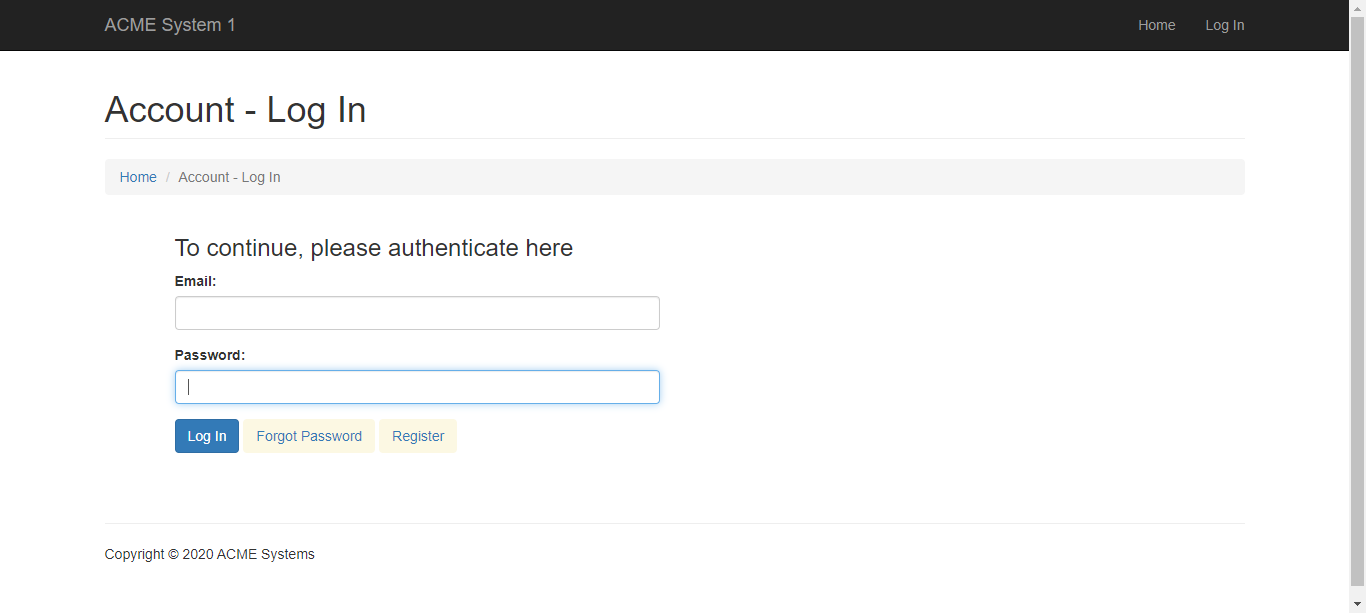 ACME System 1 Home Log In
Account - Log In
Home / Account - Log In
To continue, please authenticate here
Email:
Password:
Log In Forgot Password Register
Copyright © 2020 ACME Systems